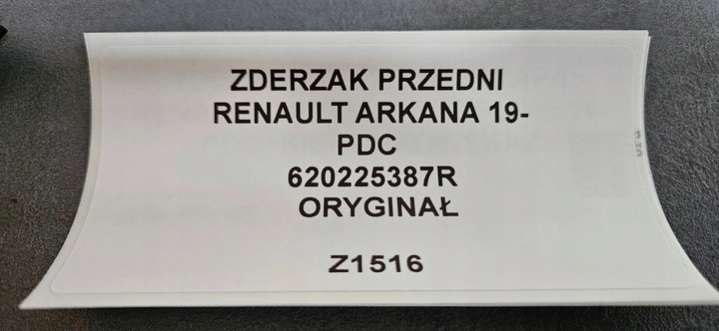 ZDERZAK PRZEDNI
RENAULT ARKANA 19-
PDC
620225387R
ORYGINAŁ
Z1516